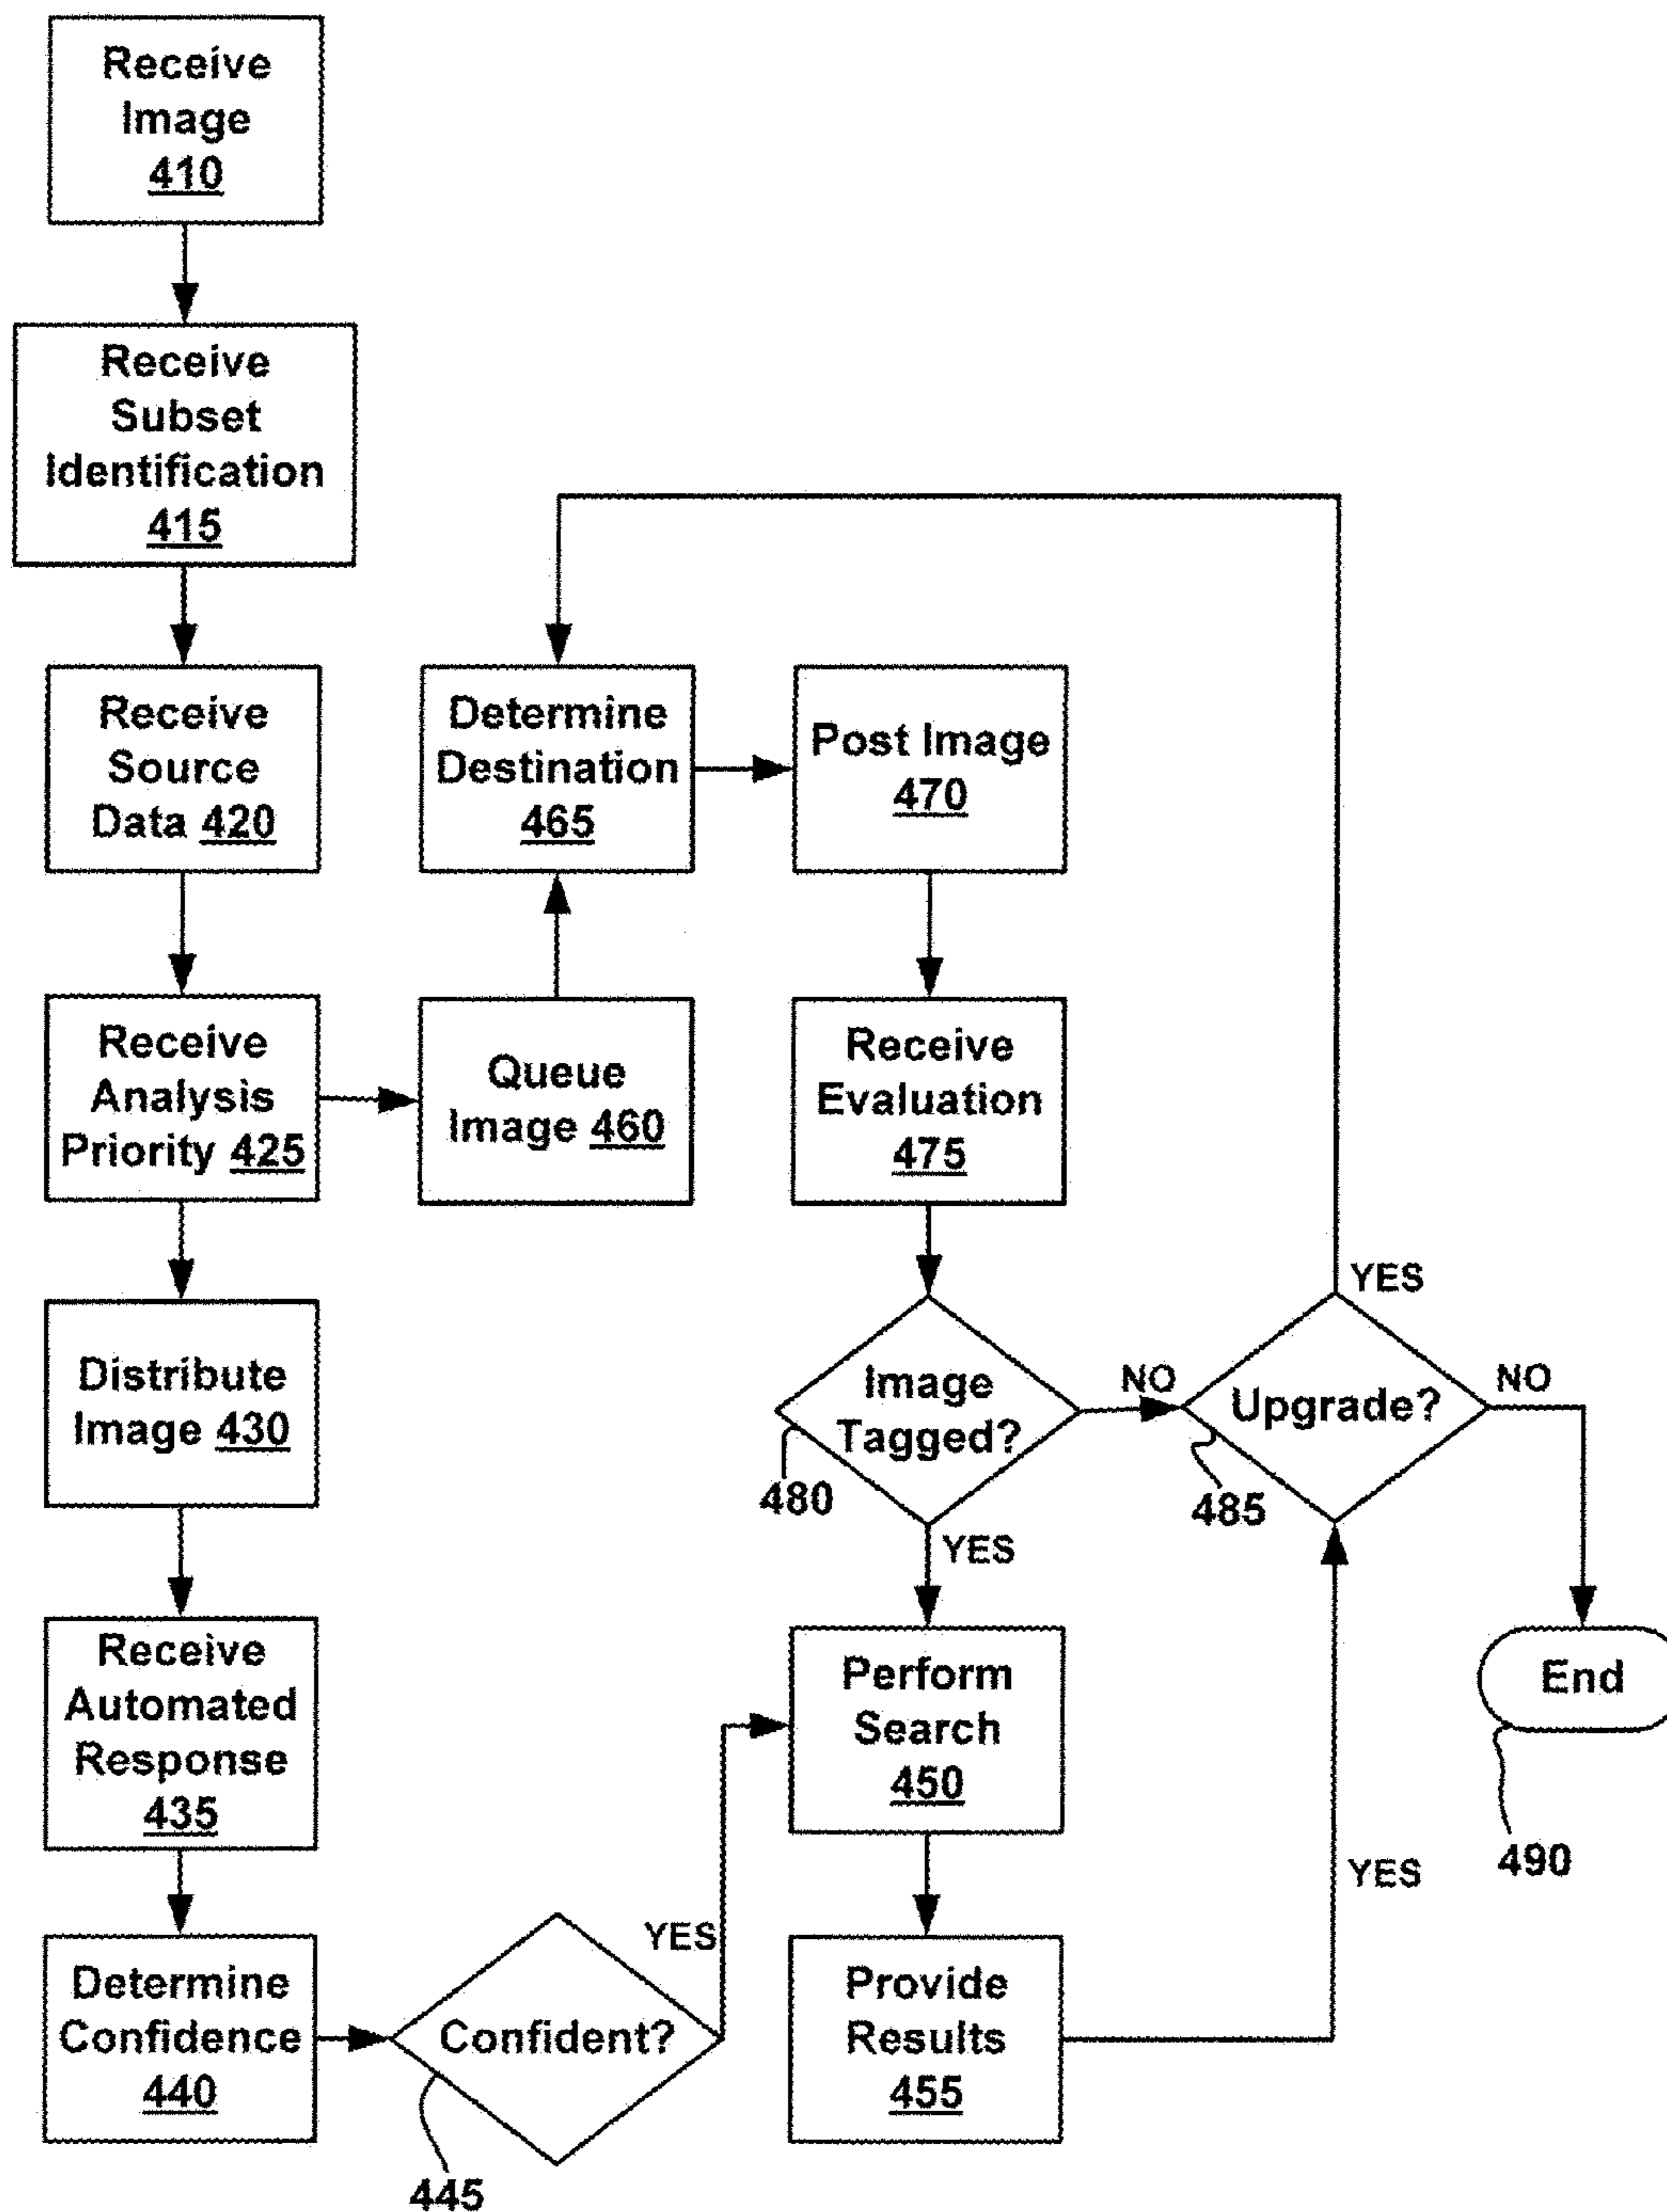 Receive
Image
410
Receive
Subset
Identification
415
Receive
Source
Data 420
Determine
Destination
465
Post Image
470
Receive
Analysis
Priority 425
Queue
Image 460
Receive
Evaluation
475
YES
Distribute
Image 430
Image
Tagged?
NO
Upgrade?
NO
480
485
YES
Receive
Automated
Response
435
Perform
Search
450
End
490
YES
YES
Determine
Confidence
440
Confident?
Provide
Results
455
445